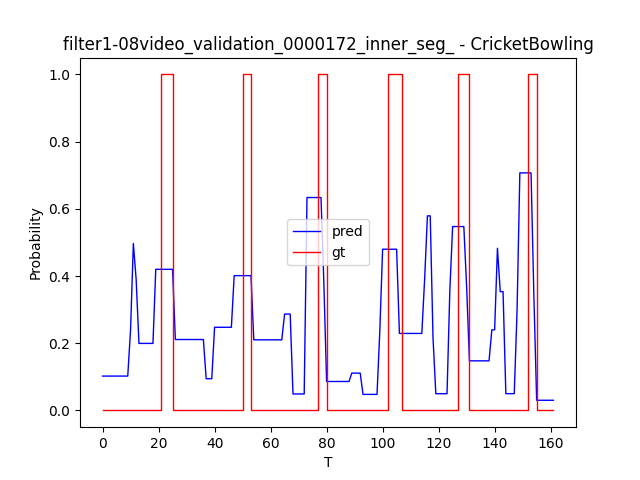 filter1-08video_validation_0000172_inner_seg_ - CricketBowling
1.0
0.8
0.6
0.4
0.2
0.0
Probability
pred
gt
0 20 40 60 80 100 120 140 160
T